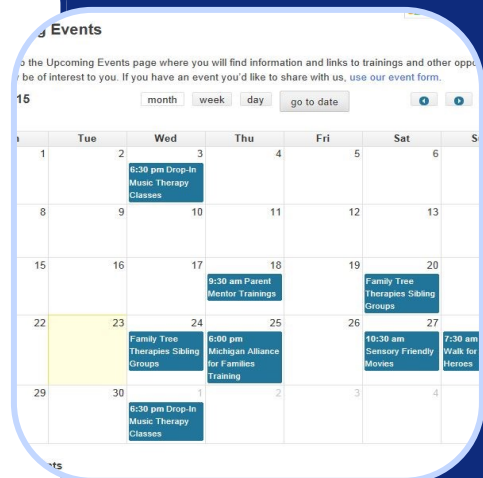 Events
the Upcoming Events page where you will find information and links to trainings and other
be of interest to you. If you have an event you'd like to share with us, use our event form.
15 month week day go to date
Tue Wed Thu Fri Sat
1 2 3 4 5 6
6:30 pm Drop-In
Music Therapy
Classes
8 9 10 11 12 13
15 16 17 18 19 20
9:30 am Parent
Mentor Trainings
Family Tree
Therapies Sibling
Groups
22 23 24 25 26 27
Family Tree
Therapies Sibling
Groups
6:00 pm
Michigan Alliance
for Families
Training
10:30 am
Sensory Friendly
Movies
7:30 am
Walk for
Heroes
29 30 1 2 3 4
6:30 pm Drop-In
Music Therapy
Classes